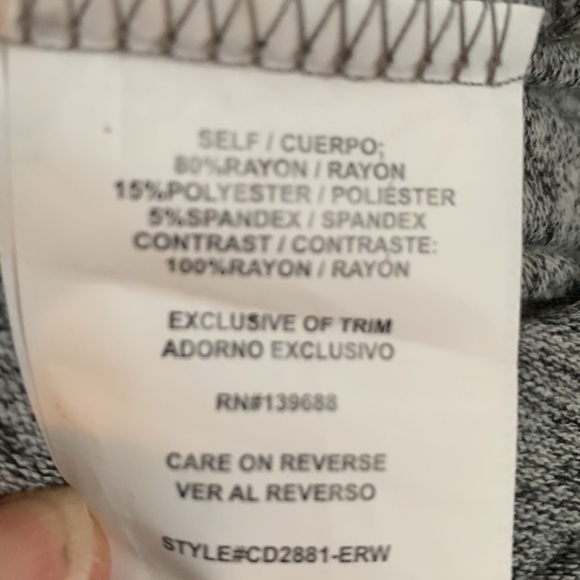 SELF / CUERPO;
80%RAYON / RAYON
15%POLYESTER / POLIÉSTER
5%SPANDEX / SPANDEX
CONTRAST / CONTRASTE:
100%RAYON / RAYÓN
EXCLUSIVE OF TRIM
ADORNO EXCLUSIVO
RN#139688
CARE ON REVERSE
VER AL REVERSO
STYLE#CD2881-ERW